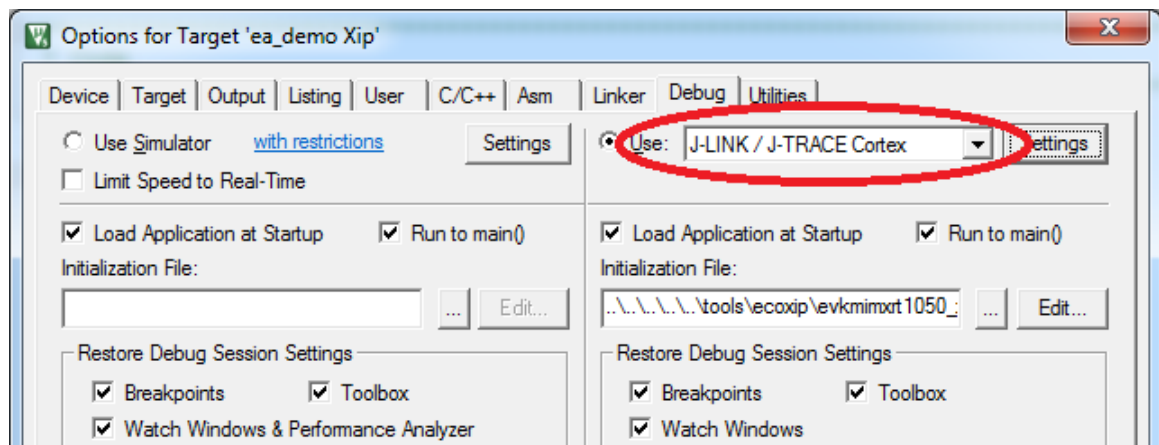 Options for Target 'ea_demo Xip'
x
Device Target Output Listing User C/C++ Asm Linker Debug Utilities
Use Simulator with restrictions Settings Use: J-LINK / J-TRACE Cortex Settings
Limit Speed to Real-Time
Load Application at Startup Run to main() Load Application at Startup Run to main()
Initialization File: Initialization File:
... Edit... ..\..\..\..\..\tools\ecoxip\evkmimxrt1050_ ... Edit...
Restore Debug Session Settings Restore Debug Session Settings
Breakpoints Toolbox Breakpoints Toolbox
Watch Windows & Performance Analyzer Watch Windows